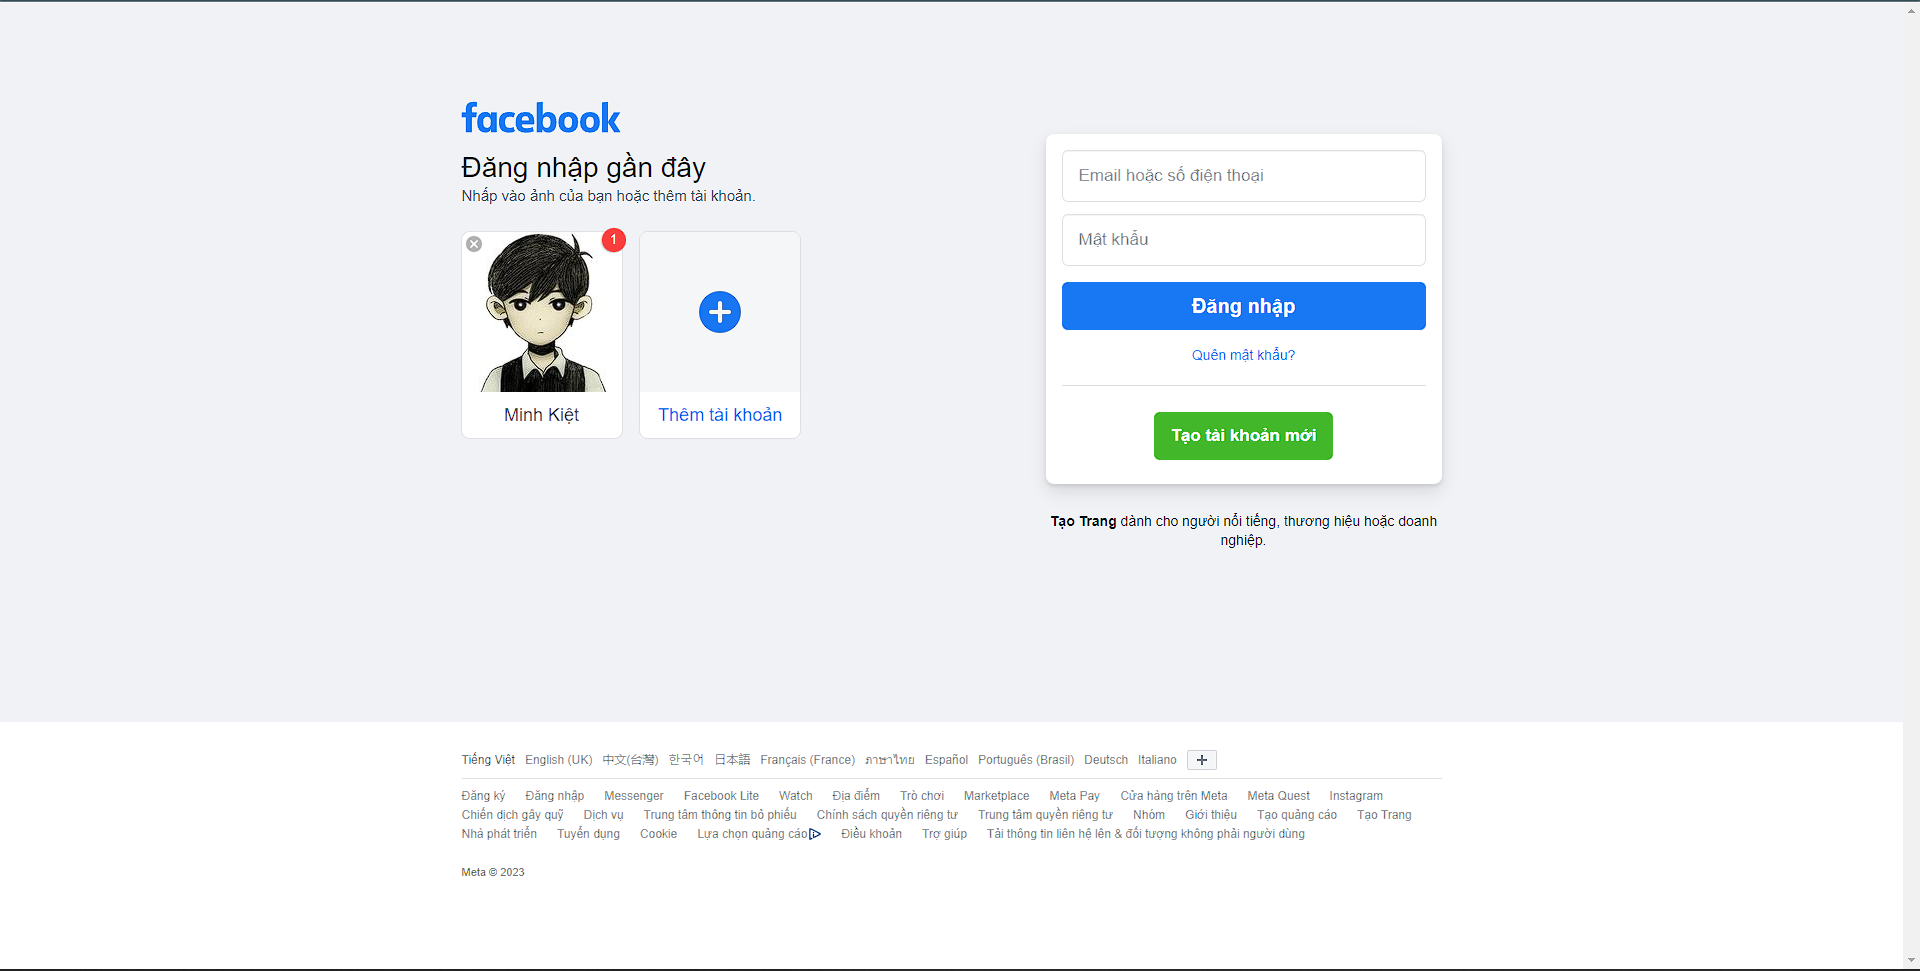 facebook
Đăng nhập gần đây
Nhấp vào ảnh của bạn hoặc thêm tài khoản.
1
Minh Kiệt
Thêm tài khoản
Email hoặc số điện thoại
Mật khẩu
Đăng nhập
Quên mật khẩu?
Tạo tài khoản mới
Tạo Trang dành cho người nổi tiếng, thương hiệu hoặc doanh
nghiệp.
Tiếng Việt English (UK) 中文(台灣) 한국어 日本語 Français (France) ภาษาไทย Español Português (Brasil) Deutsch Italiano
Đăng ký Đăng nhập Messenger Facebook Lite Watch Địa điểm Trò chơi Marketplace Meta Pay Cửa hàng trên Meta Meta Quest Instagram
Chiến dịch gây quỹ Dịch vụ Trung tâm thông tin bỏ phiếu Chính sách quyền riêng tư Trung tâm quyền riêng tư Nhóm Giới thiệu Tạo quảng cáo Tạo Trang
Nhà phát triển Tuyển dụng Cookie Lựa chọn quảng cáo Điều khoản Trợ giúp Tải thông tin liên hệ lên & đối tượng không phải người dùng
Meta © 2023